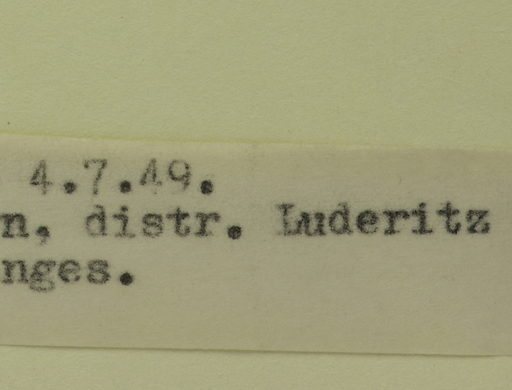 4.7.49.
n, distr. Luderitz
nges.